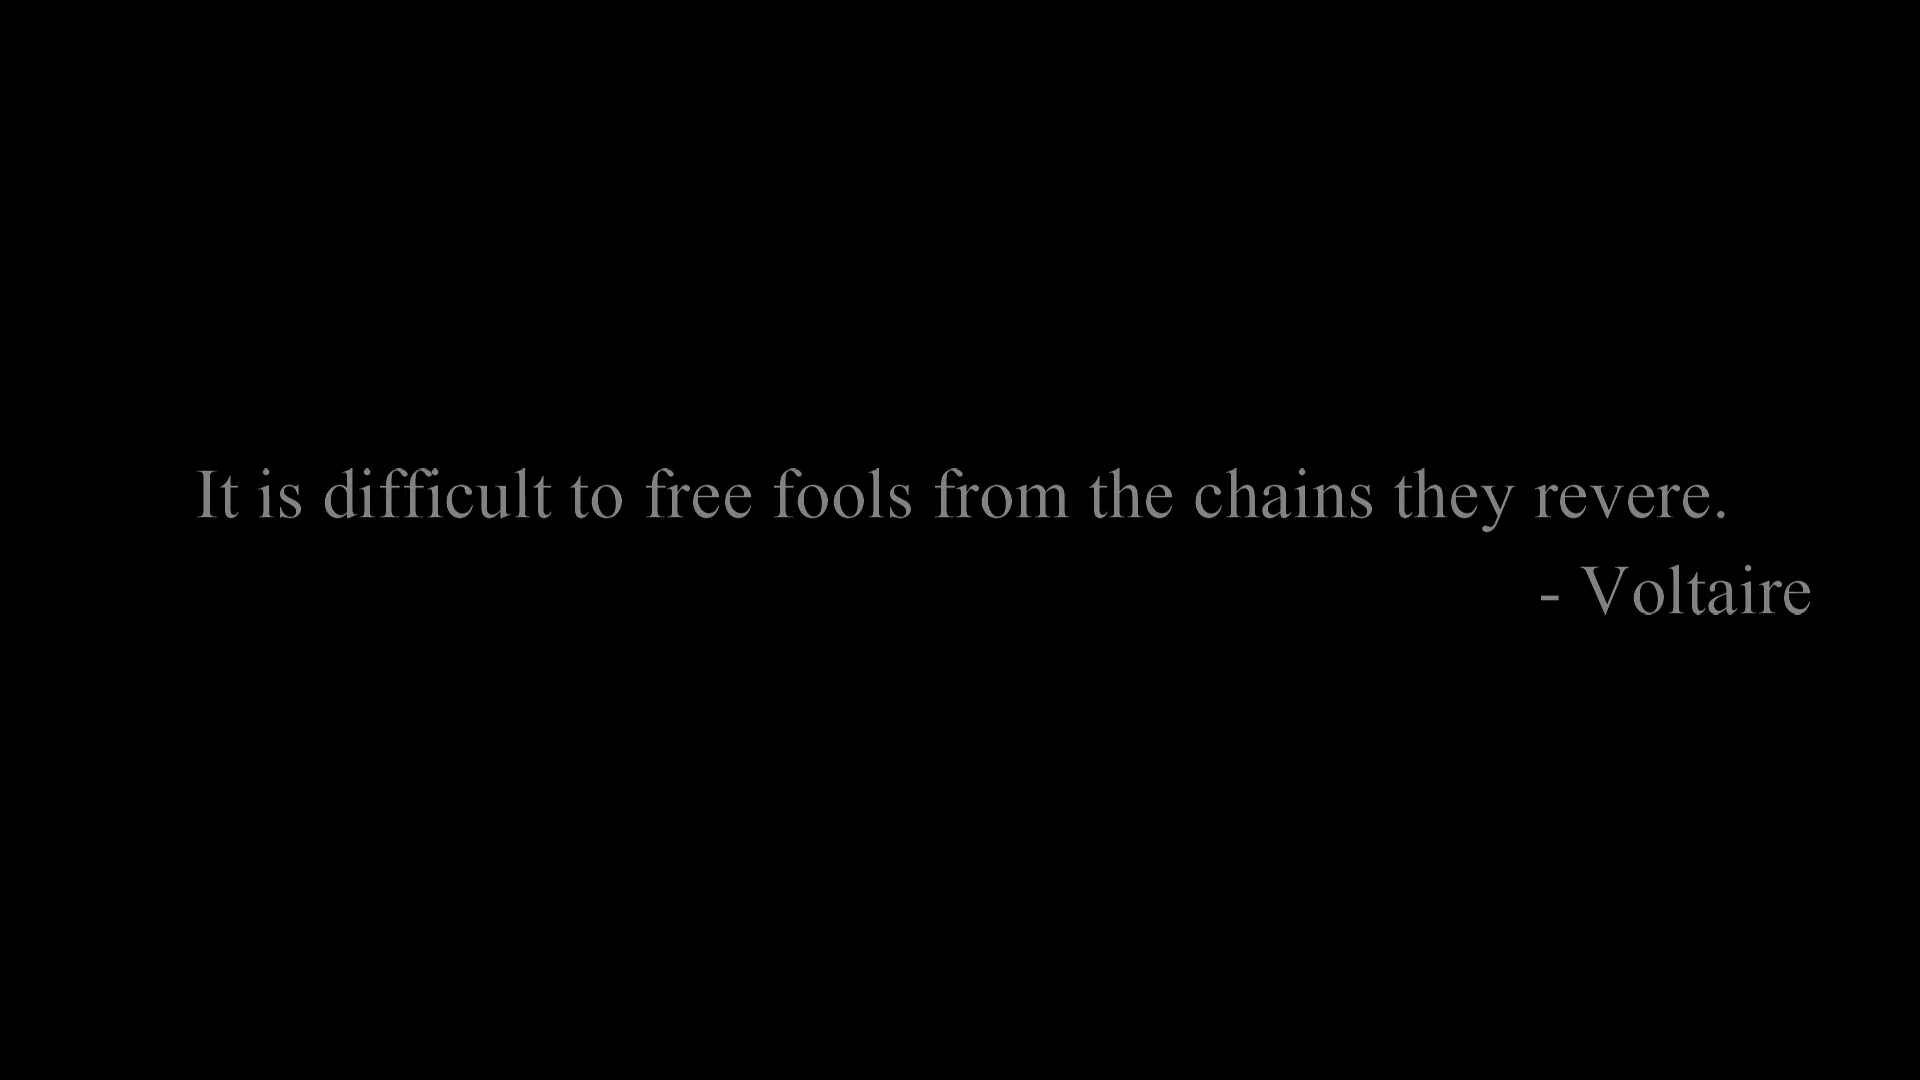 It is difficult to free fools from the chains they revere.
- Voltaire